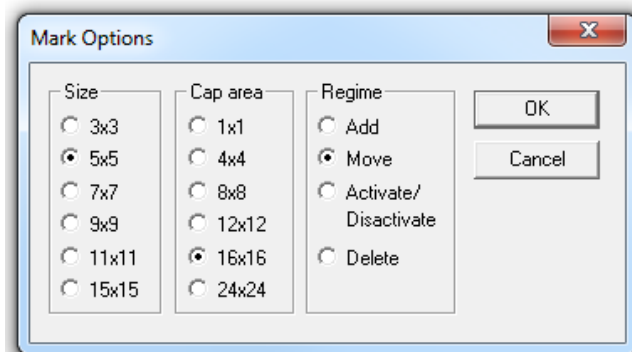 Mark Options
Size
3x3
5x5
7x7
9x9
11x11
15x15
Cap area
1x1
4x4
8x8
12x12
16x16
24x24
Regime
Add
Move
Activate/
Disactivate
Delete
OK
Cancel